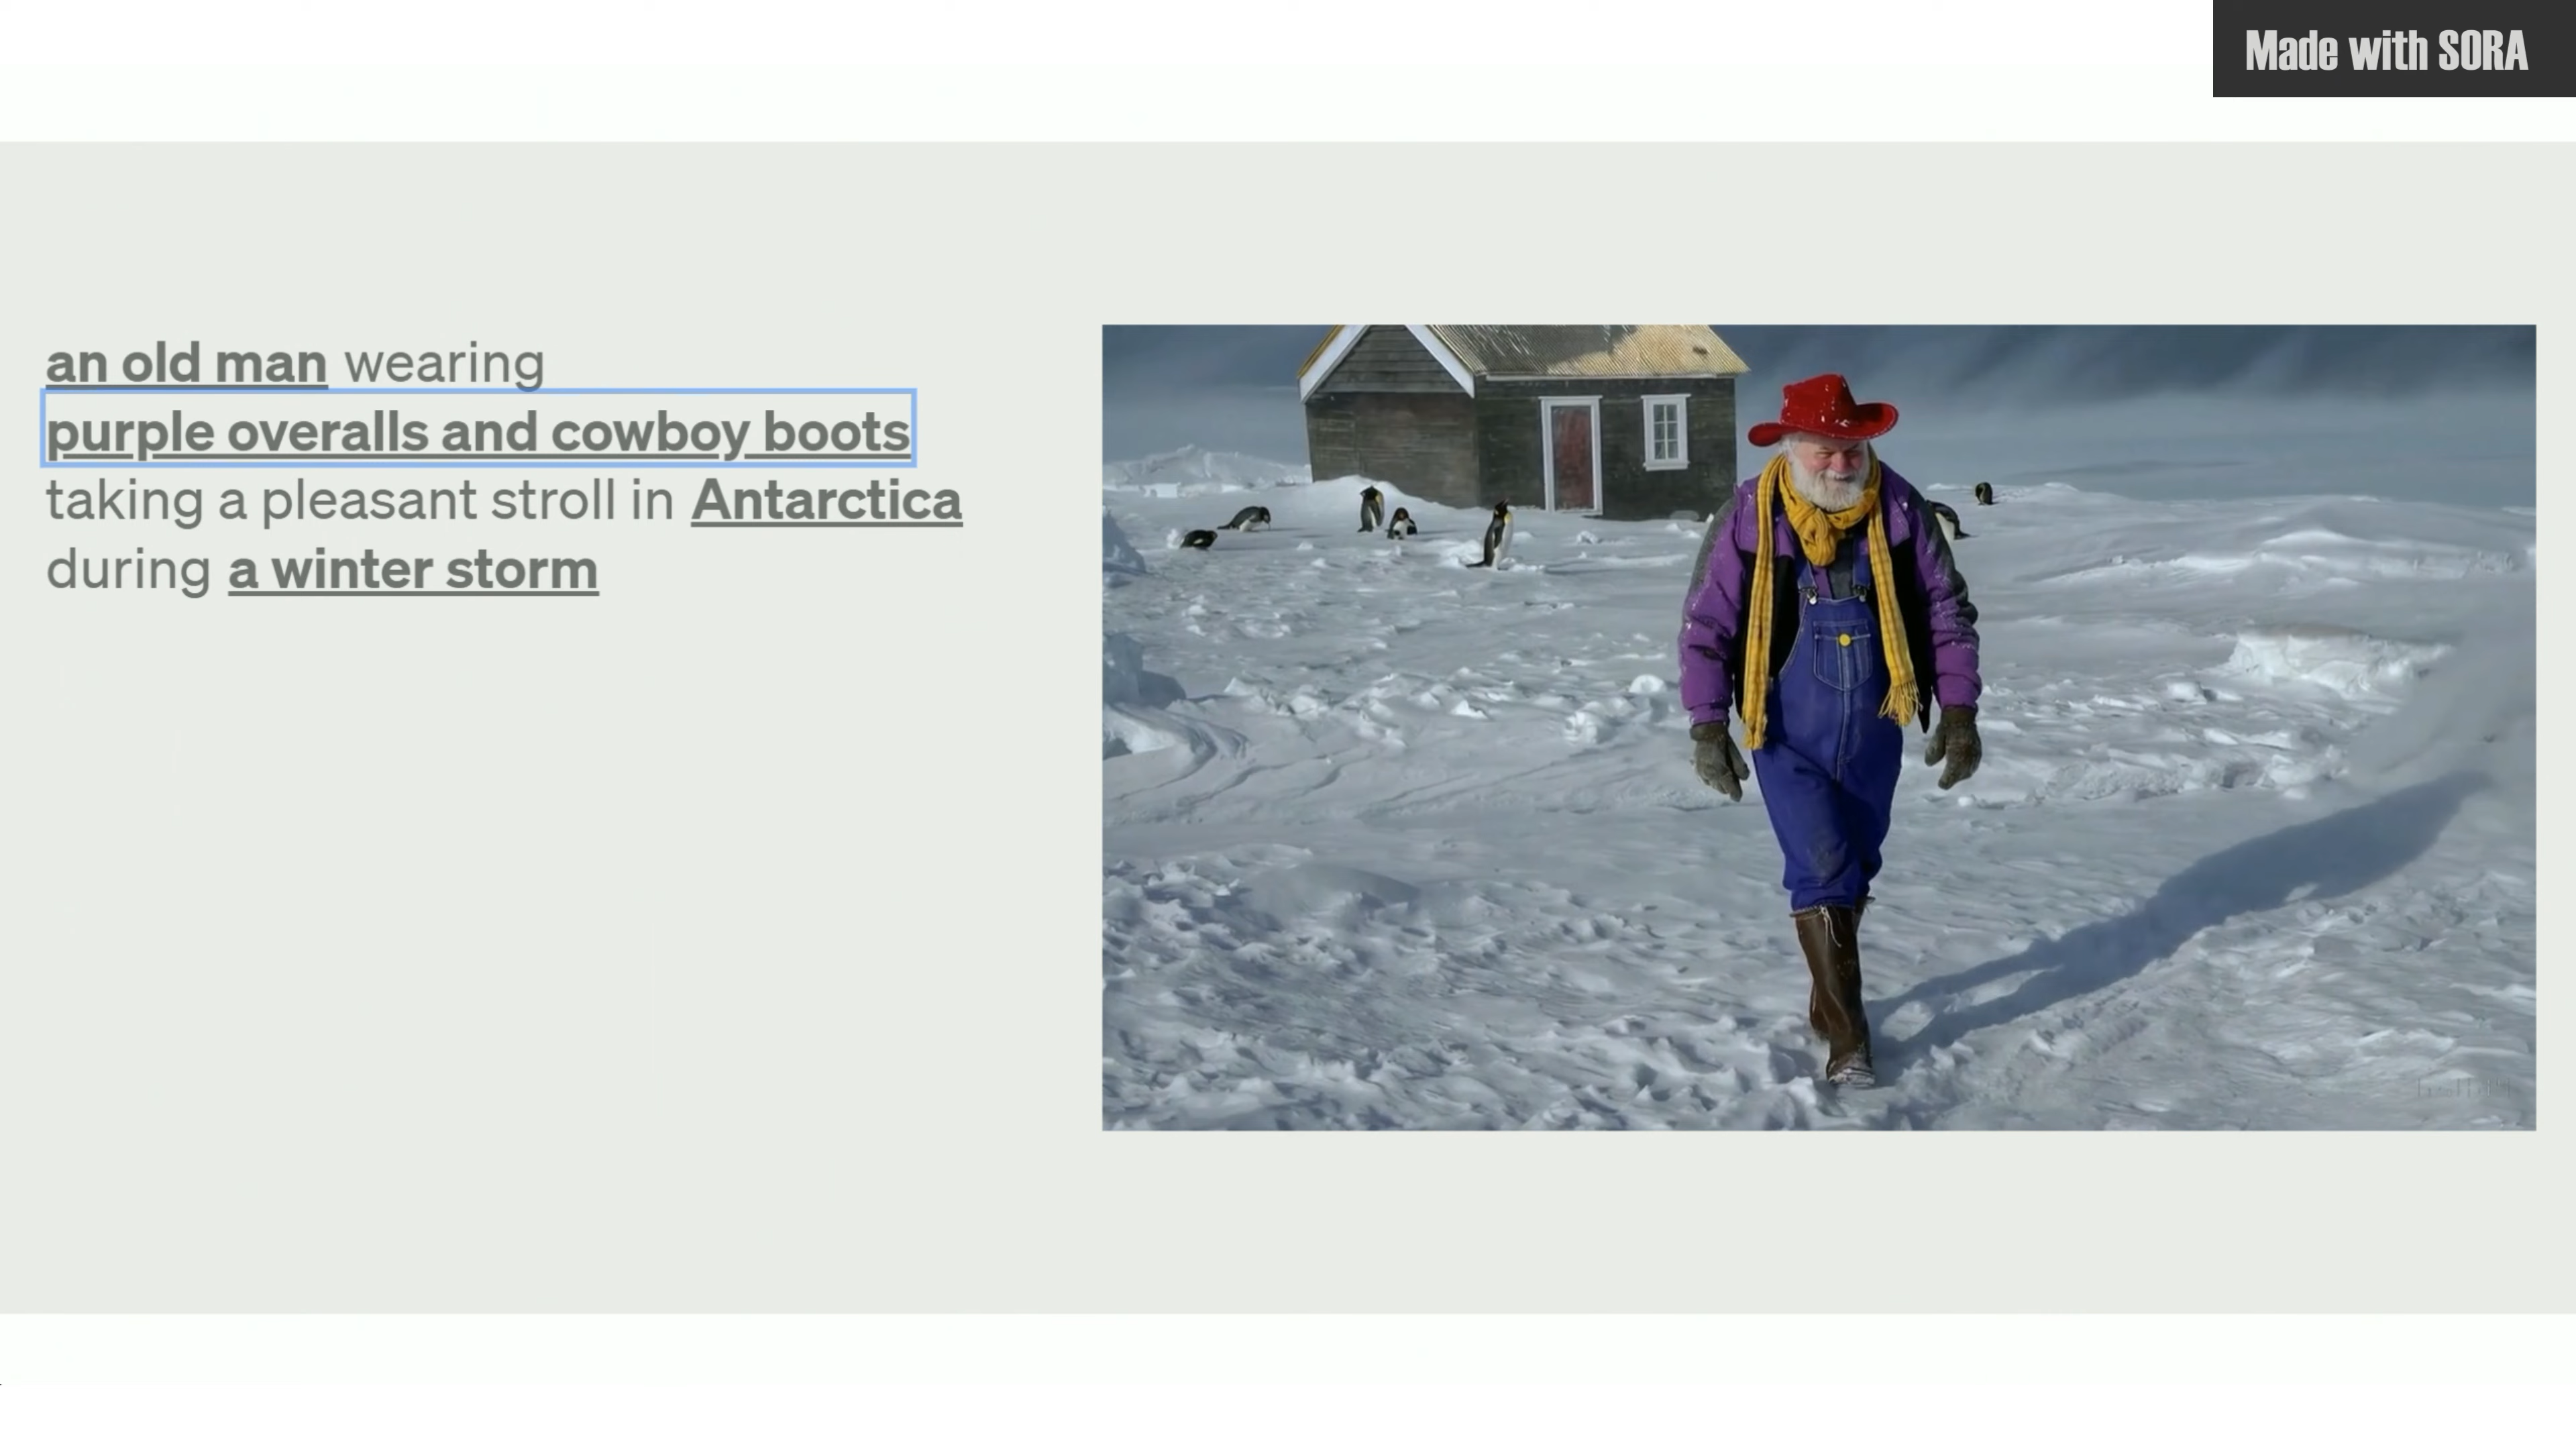 Made with SORA
an old man wearing
purple overalls and cowboy boots
taking a pleasant stroll in Antarctica
during a winter storm